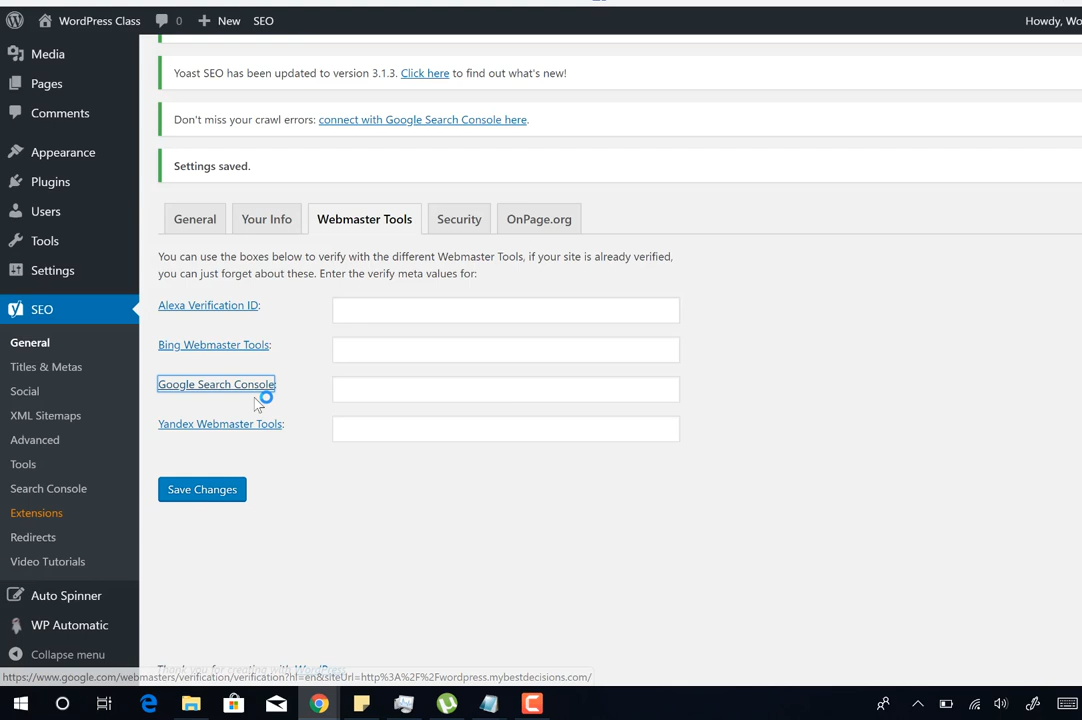 WordPress Class 0 New SEO Howdy, Wo
Media
Pages
Comments
Appearance
Plugins
Users
Tools
Settings
SEO
General
Titles & Metas
Social
XML Sitemaps
Advanced
Tools
Search Console
Extensions
Redirects
Video Tutorials
Auto Spinner
WP Automatic
Collapse menu
Yoast SEO has been updated to version 3.1.3. Click here to find out what's new!
Don't miss your crawl errors: connect with Google Search Console here.
Settings saved.
General Your Info Webmaster Tools Security OnPage.org
You can use the boxes below to verify with the different Webmaster Tools, if your site is already verified,
you can just forget about these. Enter the verify meta values for:
Alexa Verification ID:
Bing Webmaster Tools:
Google Search Console:
Yandex Webmaster Tools:
Save Changes
Thank you for creating with WordPress
https://www.google.com/webmasters/verification/verification?hl=en&siteUrl=http%3A%2F%2Fwordpress.mybestdecisions.com/